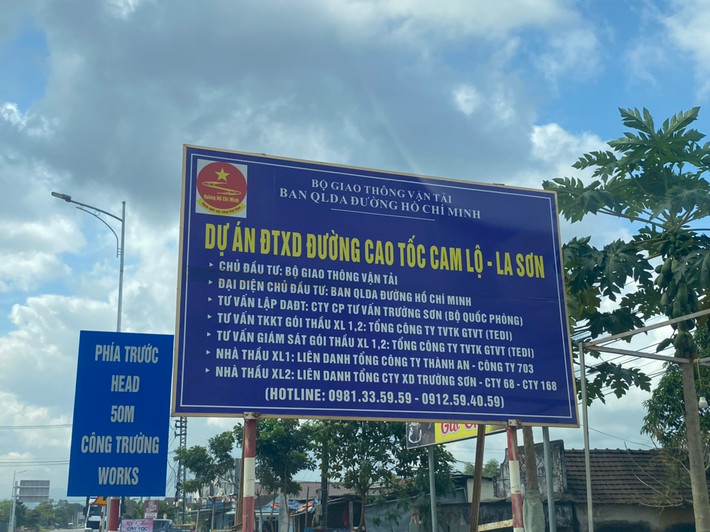 BỘ GIAO THÔNG VẬN TẢI
BAN QLDA ĐƯỜNG HỒ CHÍ MINH
Đường Hồ Chí Minh
DỰ ÁN ĐTXD ĐƯỜNG CAO TỐC CAM LỘ - LA SƠN
CHỦ ĐẦU TƯ: BỘ GIAO THÔNG VẬN TẢI
ĐẠI DIỆN CHỦ ĐẦU TƯ: BAN QLDA ĐƯỜNG HỒ CHÍ MINH
TƯ VẤN LẬP DAĐT: CTY CP TƯ VẤN TRƯỜNG SƠN (BỘ QUỐC PHÒNG)
TƯ VẤN TKKT GÓI THẦU XL 1,2: TỔNG CÔNG TY TVTK GTVT (TEDI)
TƯ VẤN GIÁM SÁT GÓI THẦU XL 1,2: TỔNG CÔNG TY TVTK GTVT (TEDI)
NHÀ THẦU XL1: LIÊN DANH TỔNG CÔNG TY THÀNH AN - CÔNG TY 703
NHÀ THẦU XL2: LIÊN DANH TỔNG CTY XD TRƯỜNG SƠN - CTY 68 - CTY 168
(HOTLINE: 0981.33.59.59 - 0912.59.40.59)
PHÍA TRƯỚC
HEAD
50M
CÔNG TRƯỜNG
WORKS